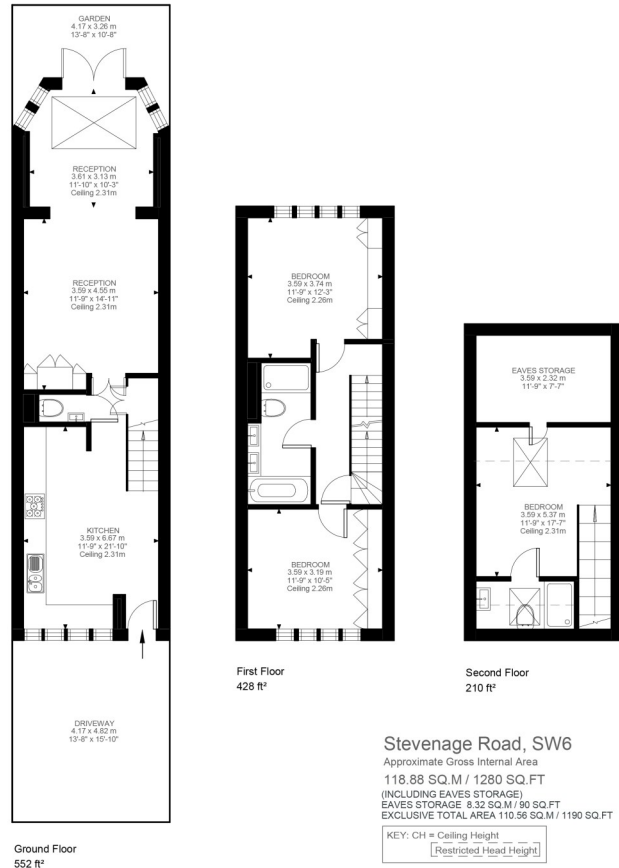 GARDEN
4.17 x 3.26 m
13'-8" x 10'-8"
RECEPTION
3.61 x 3.13 m
11'-10" x 10'-3"
Ceiling 2.31m
RECEPTION
3.59 x 4.55 m
11'-9" x 14'-11"
Ceiling 2.31m
KITCHEN
3.59 x 6.67 m
11'-9" x 21'-10"
Ceiling 2.31m
DRIVEWAY
4.17 x 4.82 m
13'-8" x 15'-10"
Ground Floor
552 ft²
BEDROOM
3.59 x 3.74 m
11'-9" x 12'-3"
Ceiling 2.26m
BEDROOM
3.59 x 3.19 m
11'-9" x 10'-5"
Ceiling 2.26m
First Floor
428 ft²
EAVES STORAGE
3.59 x 2.32 m
11'-9" x 7'-7"
BEDROOM
3.59 x 5.37 m
11'-9" x 17'-7"
Ceiling 2.31m
Second Floor
210 ft²
Stevenage Road, SW6
Approximate Gross Internal Area
118.88 SQ.M / 1280 SQ.FT
(INCLUDING EAVES STORAGE)
EAVES STORAGE 8.32 SQ.M / 90 SQ.FT
EXCLUSIVE TOTAL AREA 110.56 SQ.M / 1190 SQ.FT
KEY: CH = Ceiling Height
Restricted Head Height